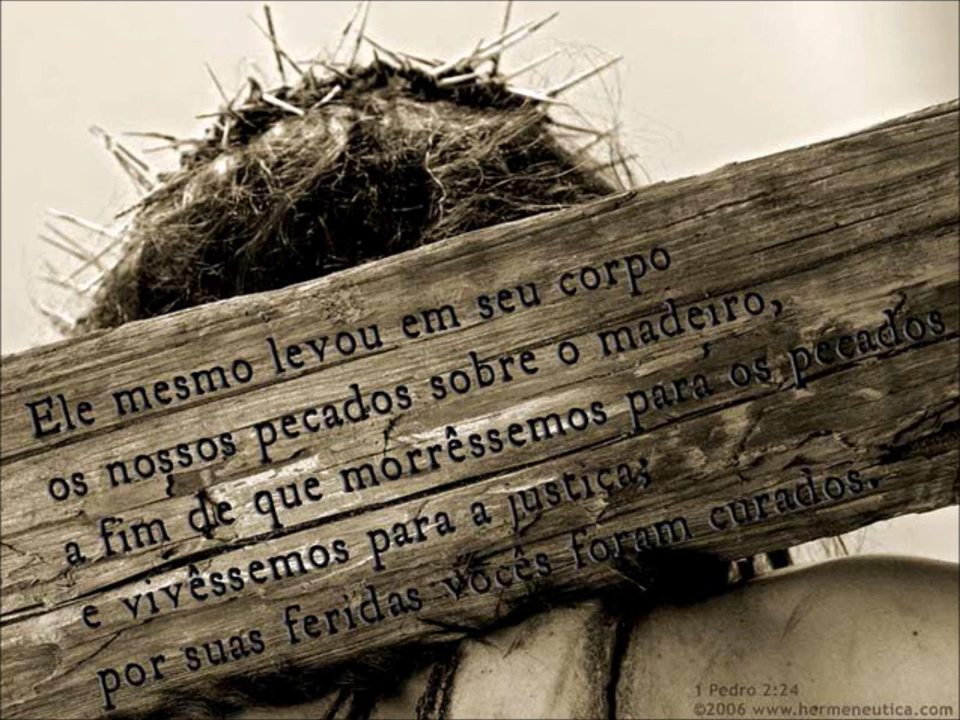 Ele mesmo levou em seu corpo
os nossos pecados sobre o madeiro,
a fim de que morrêssemos para os pecados
e vivêssemos para a justiça;
por suas feridas vocês foram curados.
1 Pedro 2:24
©2006 www.hermeneutica.com